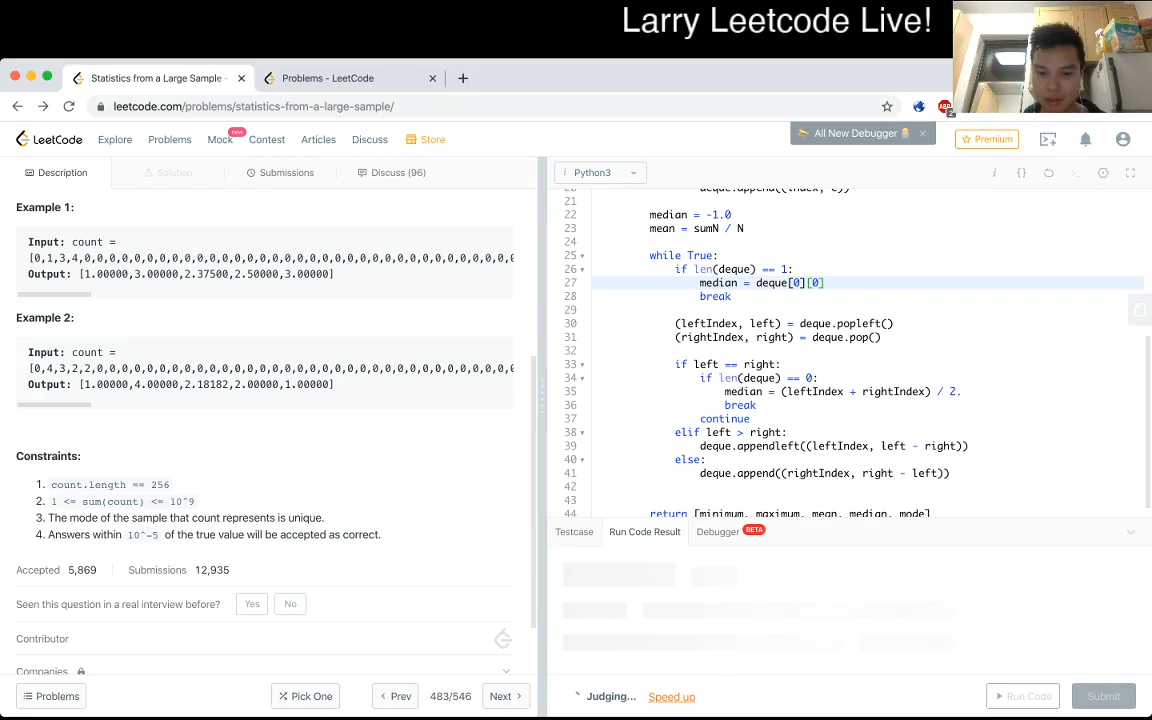 Larry Leetcode Live!
Statistics from a Large Sample -
Problems - LeetCode
leetcode.com/problems/statistics-from-a-large-sample/
LeetCode
Explore
Problems
Mock
new
Contest
Articles
Discuss
Store
All New Debugger
Premium
Description
Solution
Submissions
Discuss (96)
Example 1:
Input: count =
[0,1,3,4,0,0,0,0,0,0,0,0,0,0,0,0,0,0,0,0,0,0,0,0,0,0,0,0,0,0,0,0,0,0,0,0,0,0,0,0
Output: [1.00000,3.00000,2.37500,2.50000,3.00000]
Example 2:
Input: count =
[0,4,3,2,2,0,0,0,0,0,0,0,0,0,0,0,0,0,0,0,0,0,0,0,0,0,0,0,0,0,0,0,0,0,0,0,0,0,0,0
Output: [1.00000,4.00000,2.18182,2.00000,1.00000]
Constraints:
1. count.length == 256
2. 1 <= sum(count) <= 10^9
3. The mode of the sample that count represents is unique.
4. Answers within 10^-5 of the true value will be accepted as correct.
Accepted 5,869
Submissions 12,935
Seen this question in a real interview before?
Yes
No
Contributor
Companies
Problems
Pick One
Prev
483/546
Next
i Python3
20 deque.append((index, c))
21
22 median = -1.0
23 mean = sumN / N
24
25 while True:
26 if len(deque) == 1:
27 median = deque[0][0]
28 break
29
30 (leftIndex, left) = deque.popleft()
31 (rightIndex, right) = deque.pop()
32
33 if left == right:
34 if len(deque) == 0:
35 median = (leftIndex + rightIndex) / 2.
36 break
37 continue
38 elif left > right:
39 deque.appendleft((leftIndex, left - right))
40 else:
41 deque.append((rightIndex, right - left))
42
43
44 return [minimum, maximum, mean, median, mode]
Testcase
Run Code Result
Debugger
BETA
Judging...
Speed up
Run Code
Submit